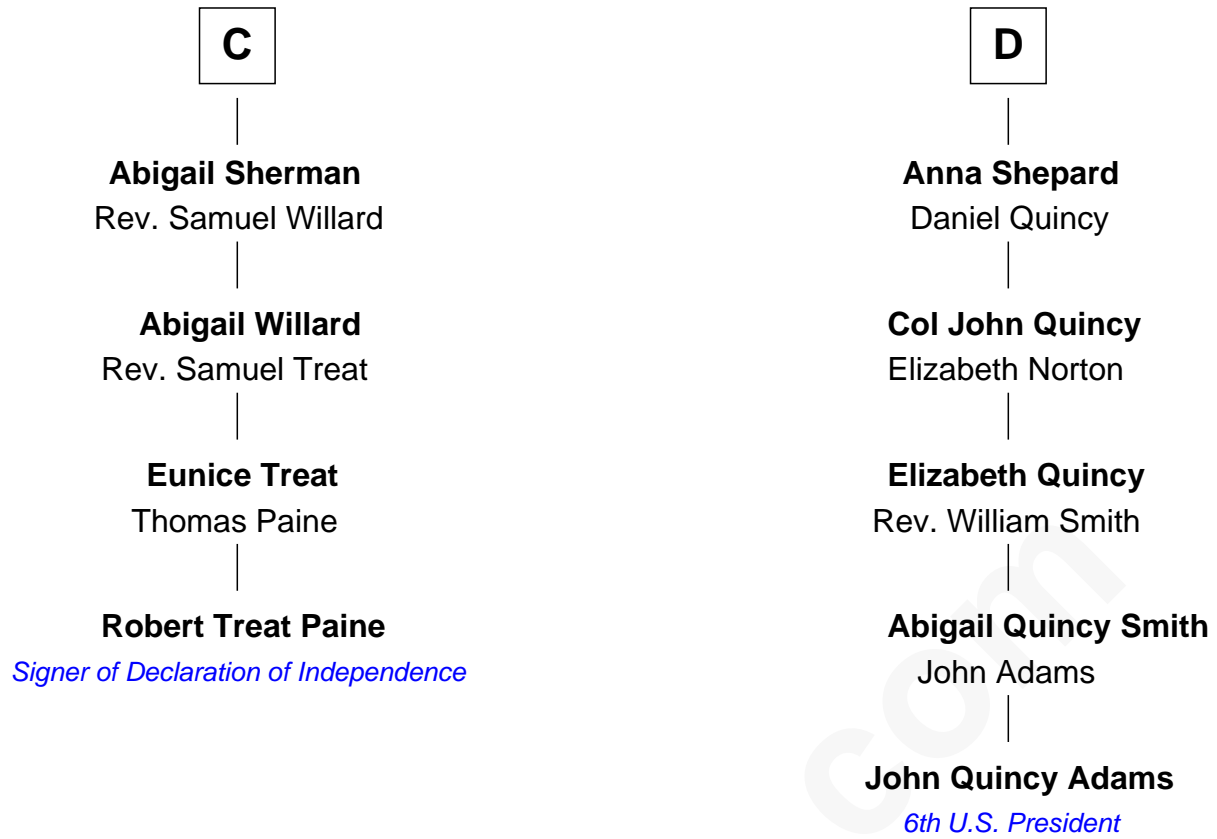 C
Abigail Sherman
Rev. Samuel Willard
Abigail Willard
Rev. Samuel Treat
Eunice Treat
Thomas Paine
Robert Treat Paine
Signer of Declaration of Independence
D
Anna Shepard
Daniel Quincy
Col John Quincy
Elizabeth Norton
Elizabeth Quincy
Rev. William Smith
Abigail Quincy Smith
John Adams
John Quincy Adams
6th U.S. President
com